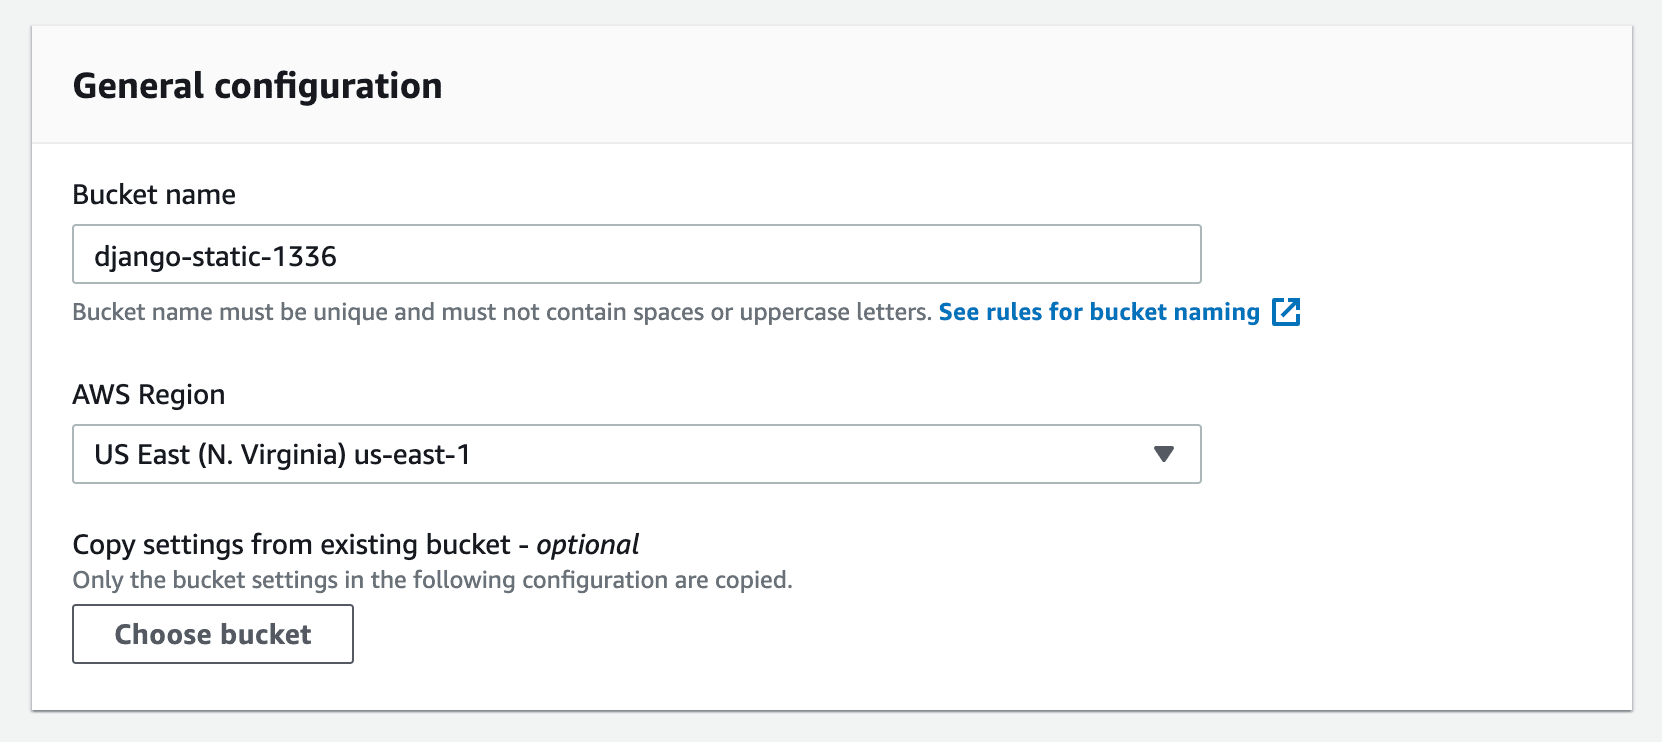 General configuration
Bucket name
django-static-1336
Bucket name must be unique and must not contain spaces or uppercase letters. See rules for bucket naming
AWS Region
US East (N. Virginia) us-east-1
Copy settings from existing bucket - optional
Only the bucket settings in the following configuration are copied.
Choose bucket